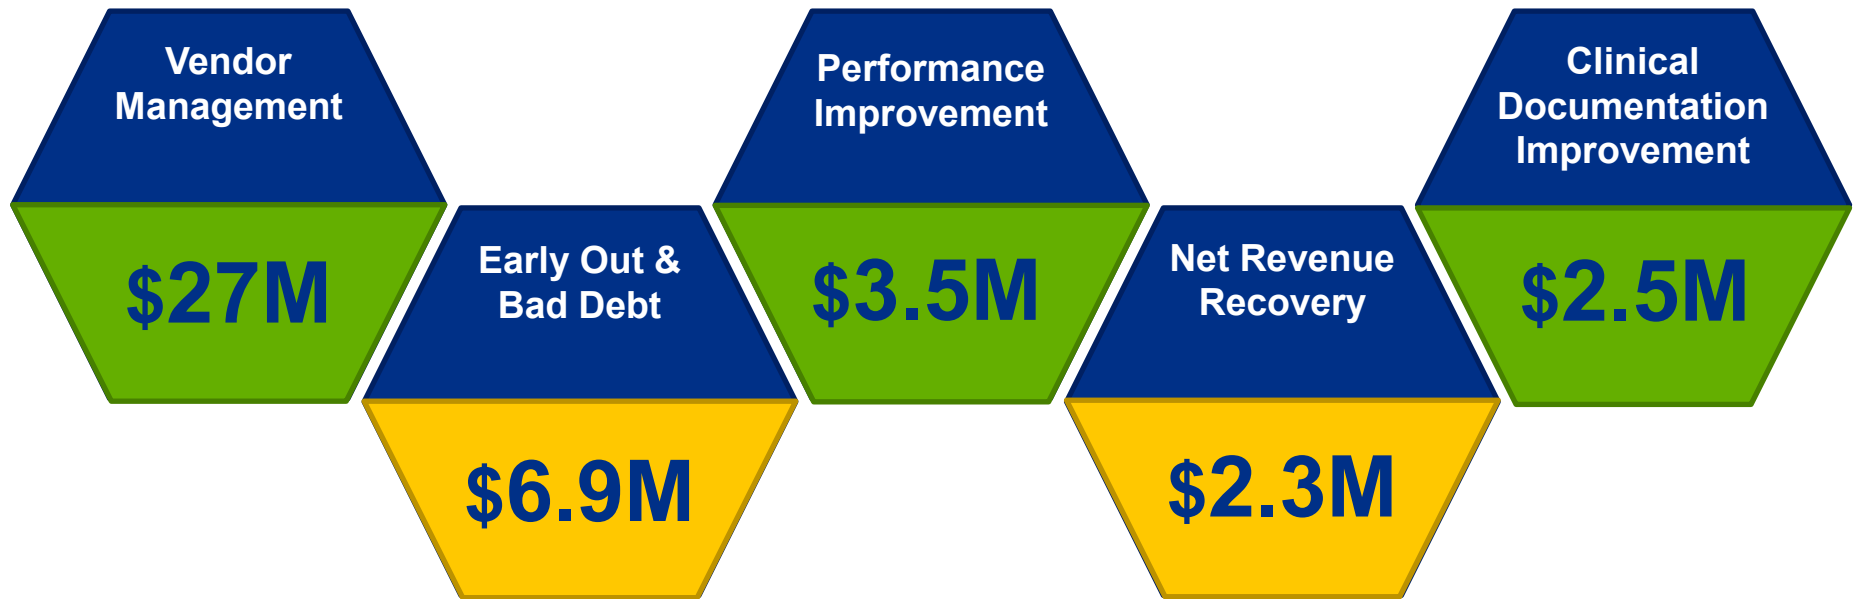 Vendor
Management
$27M
Early Out &
Bad Debt
$6.9M
Performance
Improvement
$3.5M
Net Revenue
Recovery
$2.3M
Clinical
Documentation
Improvement
$2.5M